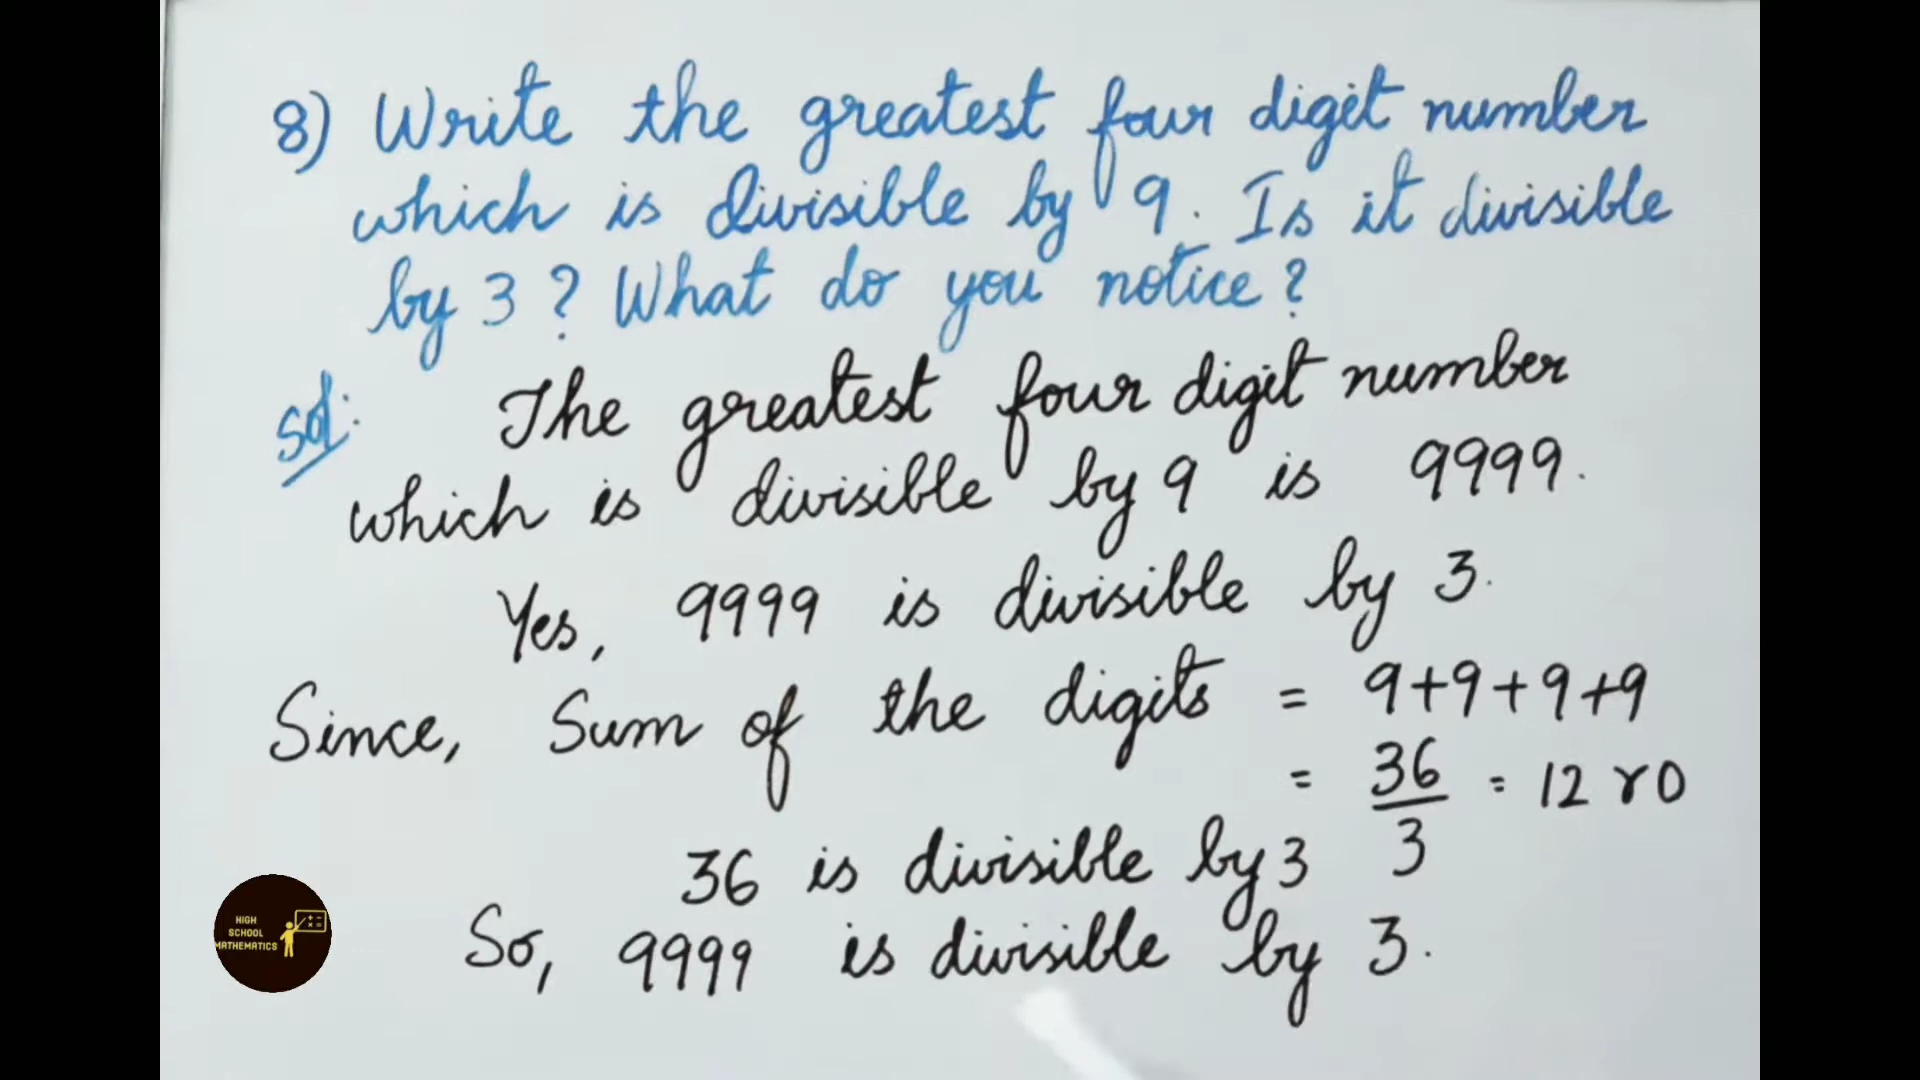 8) Write the greatest four digit number
which is divisible by 9. Is it divisible
by 3? What do you notice?
Sol: The greatest four digit number
which is divisible by 9 is 9999.
Yes, 9999 is divisible by 3.
Since, Sum of the digits = 9+9+9+9
= 36/3 = 12 r 0
36 is divisible by 3
So, 9999 is divisible by 3.
HIGH
SCHOOL
MATHEMATICS